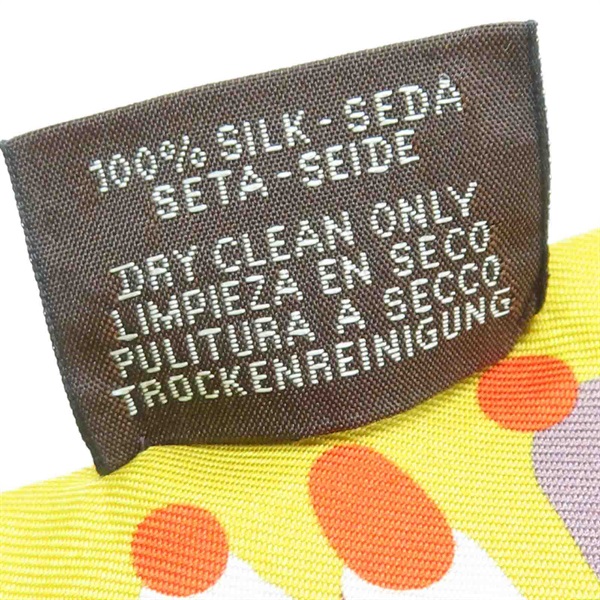 100% SILK - SEDA
SETA - SEIDE
DRY CLEAN ONLY
LIMPIEZA EN SECO
PULITURA A SECCO
TROCKENREINIGUNG